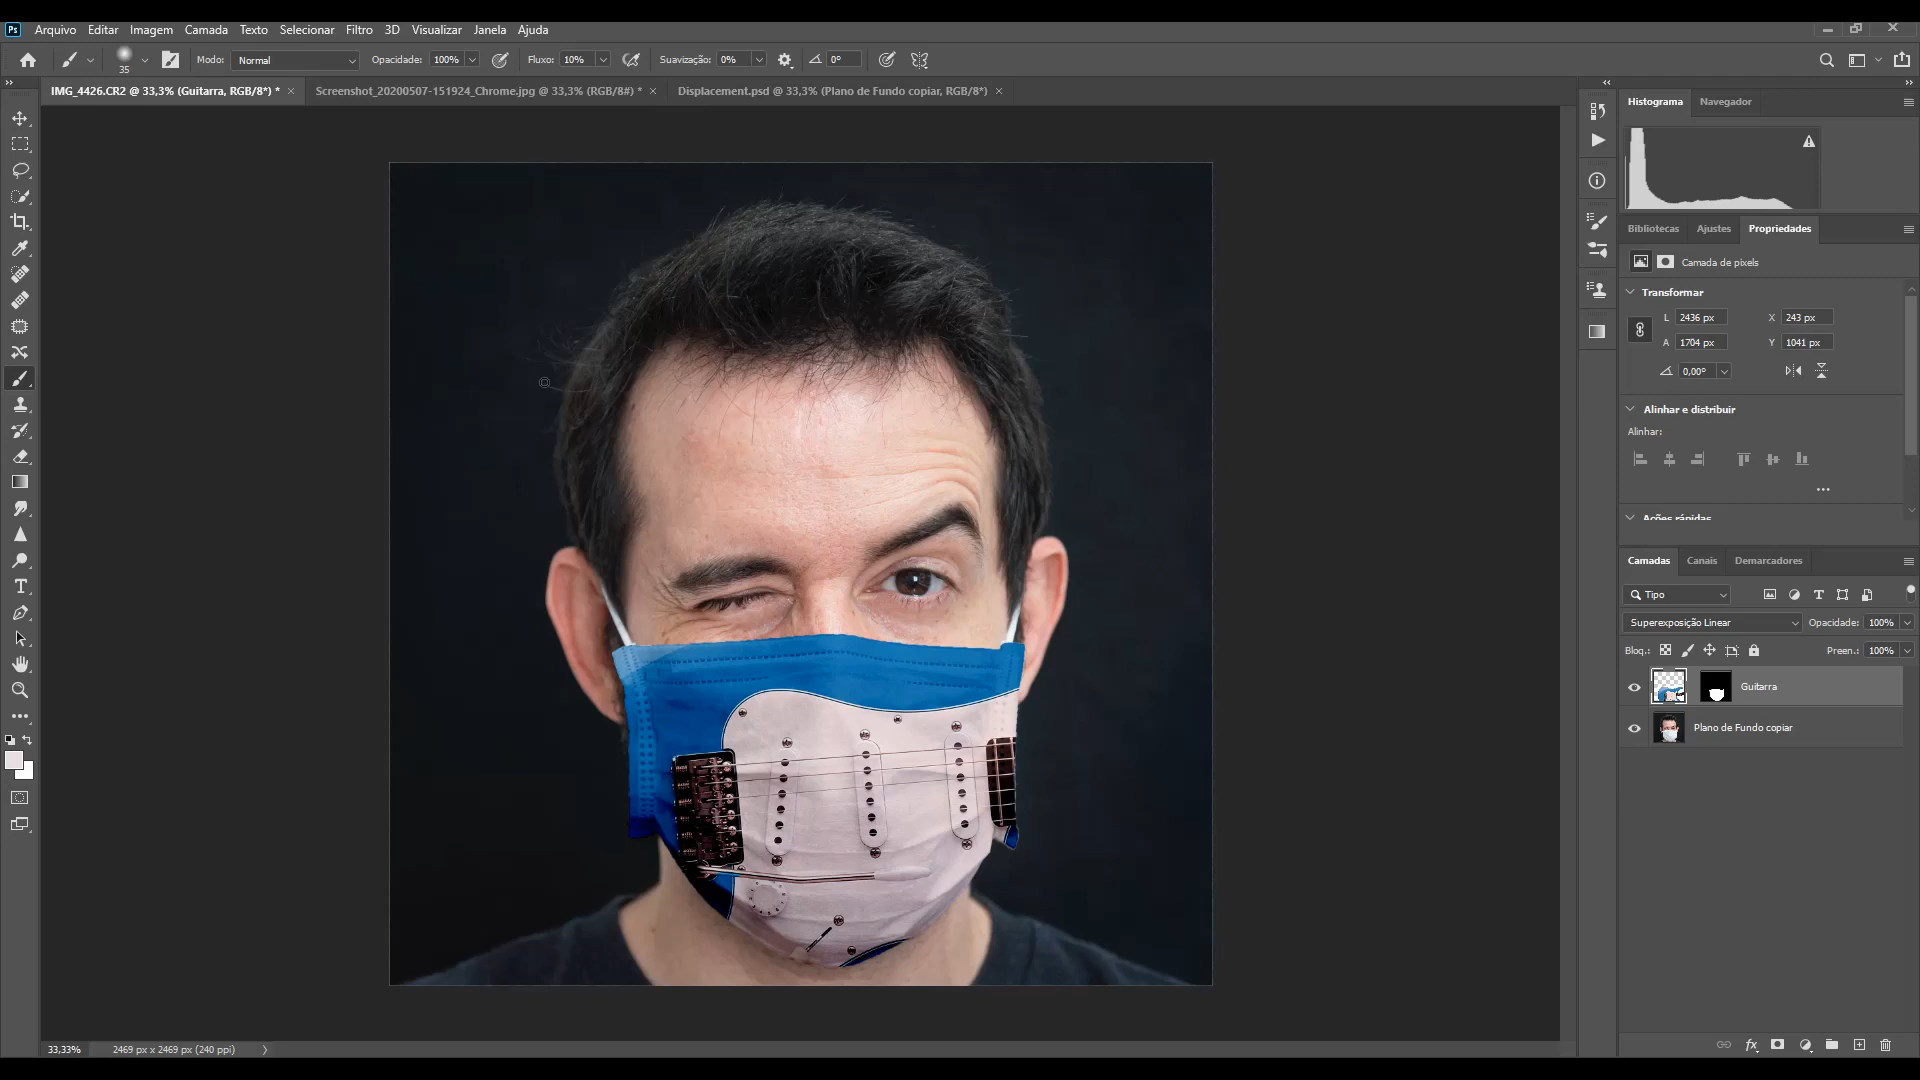 Ps Arquivo Editar Imagem Camada Texto Selecionar Filtro 3D Visualizar Janela Ajuda
35 Modo: Normal Opacidade: 100% Fluxo: 10% Suavização: 0% 0°
IMG_4426.CR2 @ 33,3% (Guitarra, RGB/8*) * × Screenshot_20200507-151924_Chrome.jpg @ 33,3% (RGB/8#) * × Displacement.psd @ 33,3% (Plano de Fundo copiar, RGB/8*) ×
Histograma Navegador
Bibliotecas Ajustes Propriedades
Camada de pixels
Transformar
L 2436 px X 243 px
A 1704 px Y 1041 px
0,00°
Alinhar e distribuir
Alinhar:
Ações rápidas
Camadas Canais Demarcadores
Tipo
Superexposição Linear Opacidade: 100%
Bloq.: Preen.: 100%
Guitarra
Plano de Fundo copiar
33,33% 2469 px x 2469 px (240 ppi)